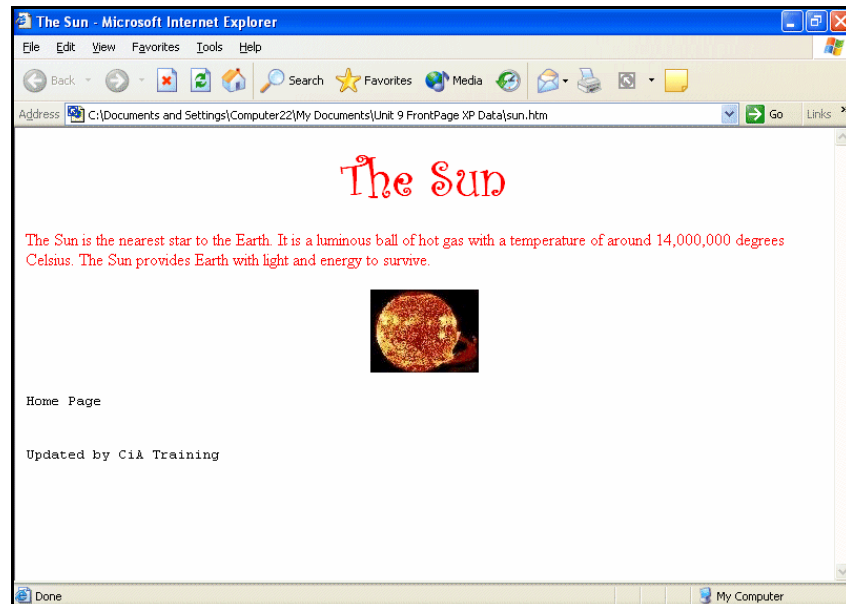 The Sun - Microsoft Internet Explorer
File Edit View Favorites Tools Help
Back Search Favorites Media
Address C:\Documents and Settings\Computer22\My Documents\Unit 9 FrontPage XP Data\sun.htm Go Links »
The Sun
The Sun is the nearest star to the Earth. It is a luminous ball of hot gas with a temperature of around 14,000,000 degrees
Celsius. The Sun provides Earth with light and energy to survive.
Home Page
Updated by CiA Training
Done My Computer